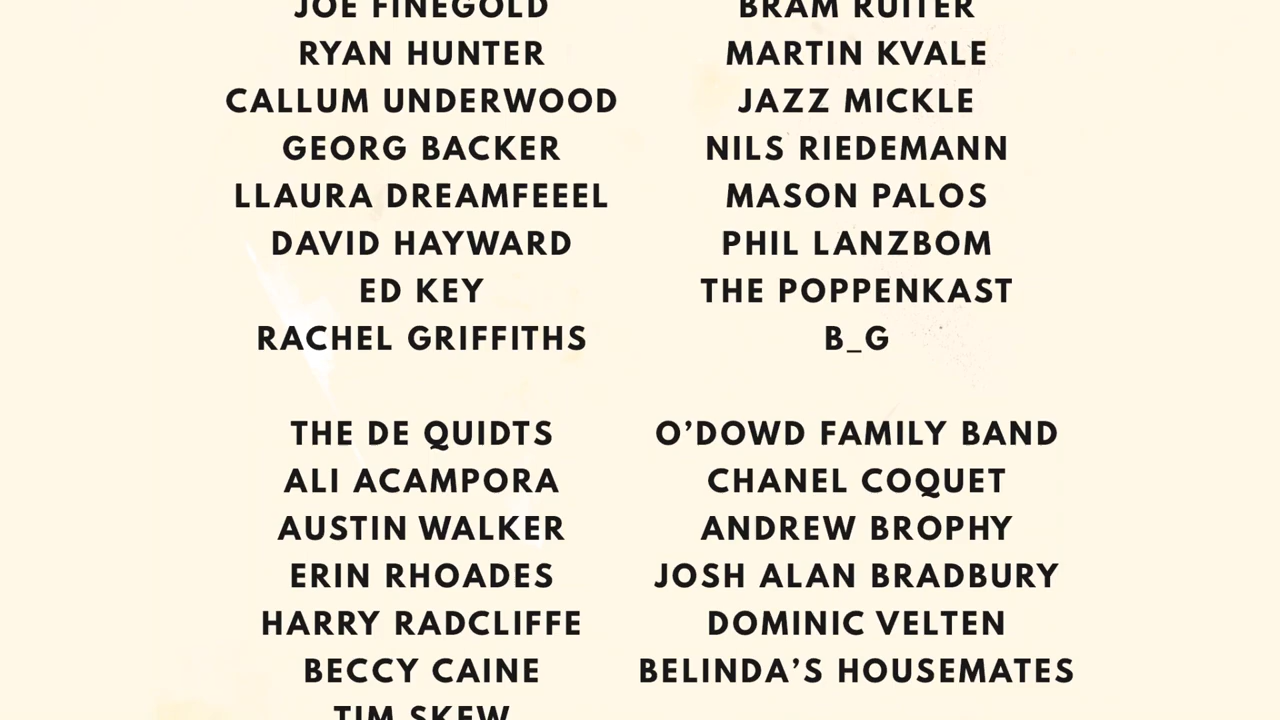 JOE FINEGOLD
RYAN HUNTER
CALLUM UNDERWOOD
GEORG BACKER
LLAURA DREAMFEEEL
DAVID HAYWARD
ED KEY
RACHEL GRIFFITHS
THE DE QUIDTS
ALI ACAMPORA
AUSTIN WALKER
ERIN RHOADES
HARRY RADCLIFFE
BECCY CAINE
TIM SKEW
BRAM RUITER
MARTIN KVALE
JAZZ MICKLE
NILS RIEDEMANN
MASON PALOS
PHIL LANZBOM
THE POPPENKAST
B_G
O’DOWD FAMILY BAND
CHANEL COQUET
ANDREW BROPHY
JOSH ALAN BRADBURY
DOMINIC VELTEN
BELINDA’S HOUSEMATES